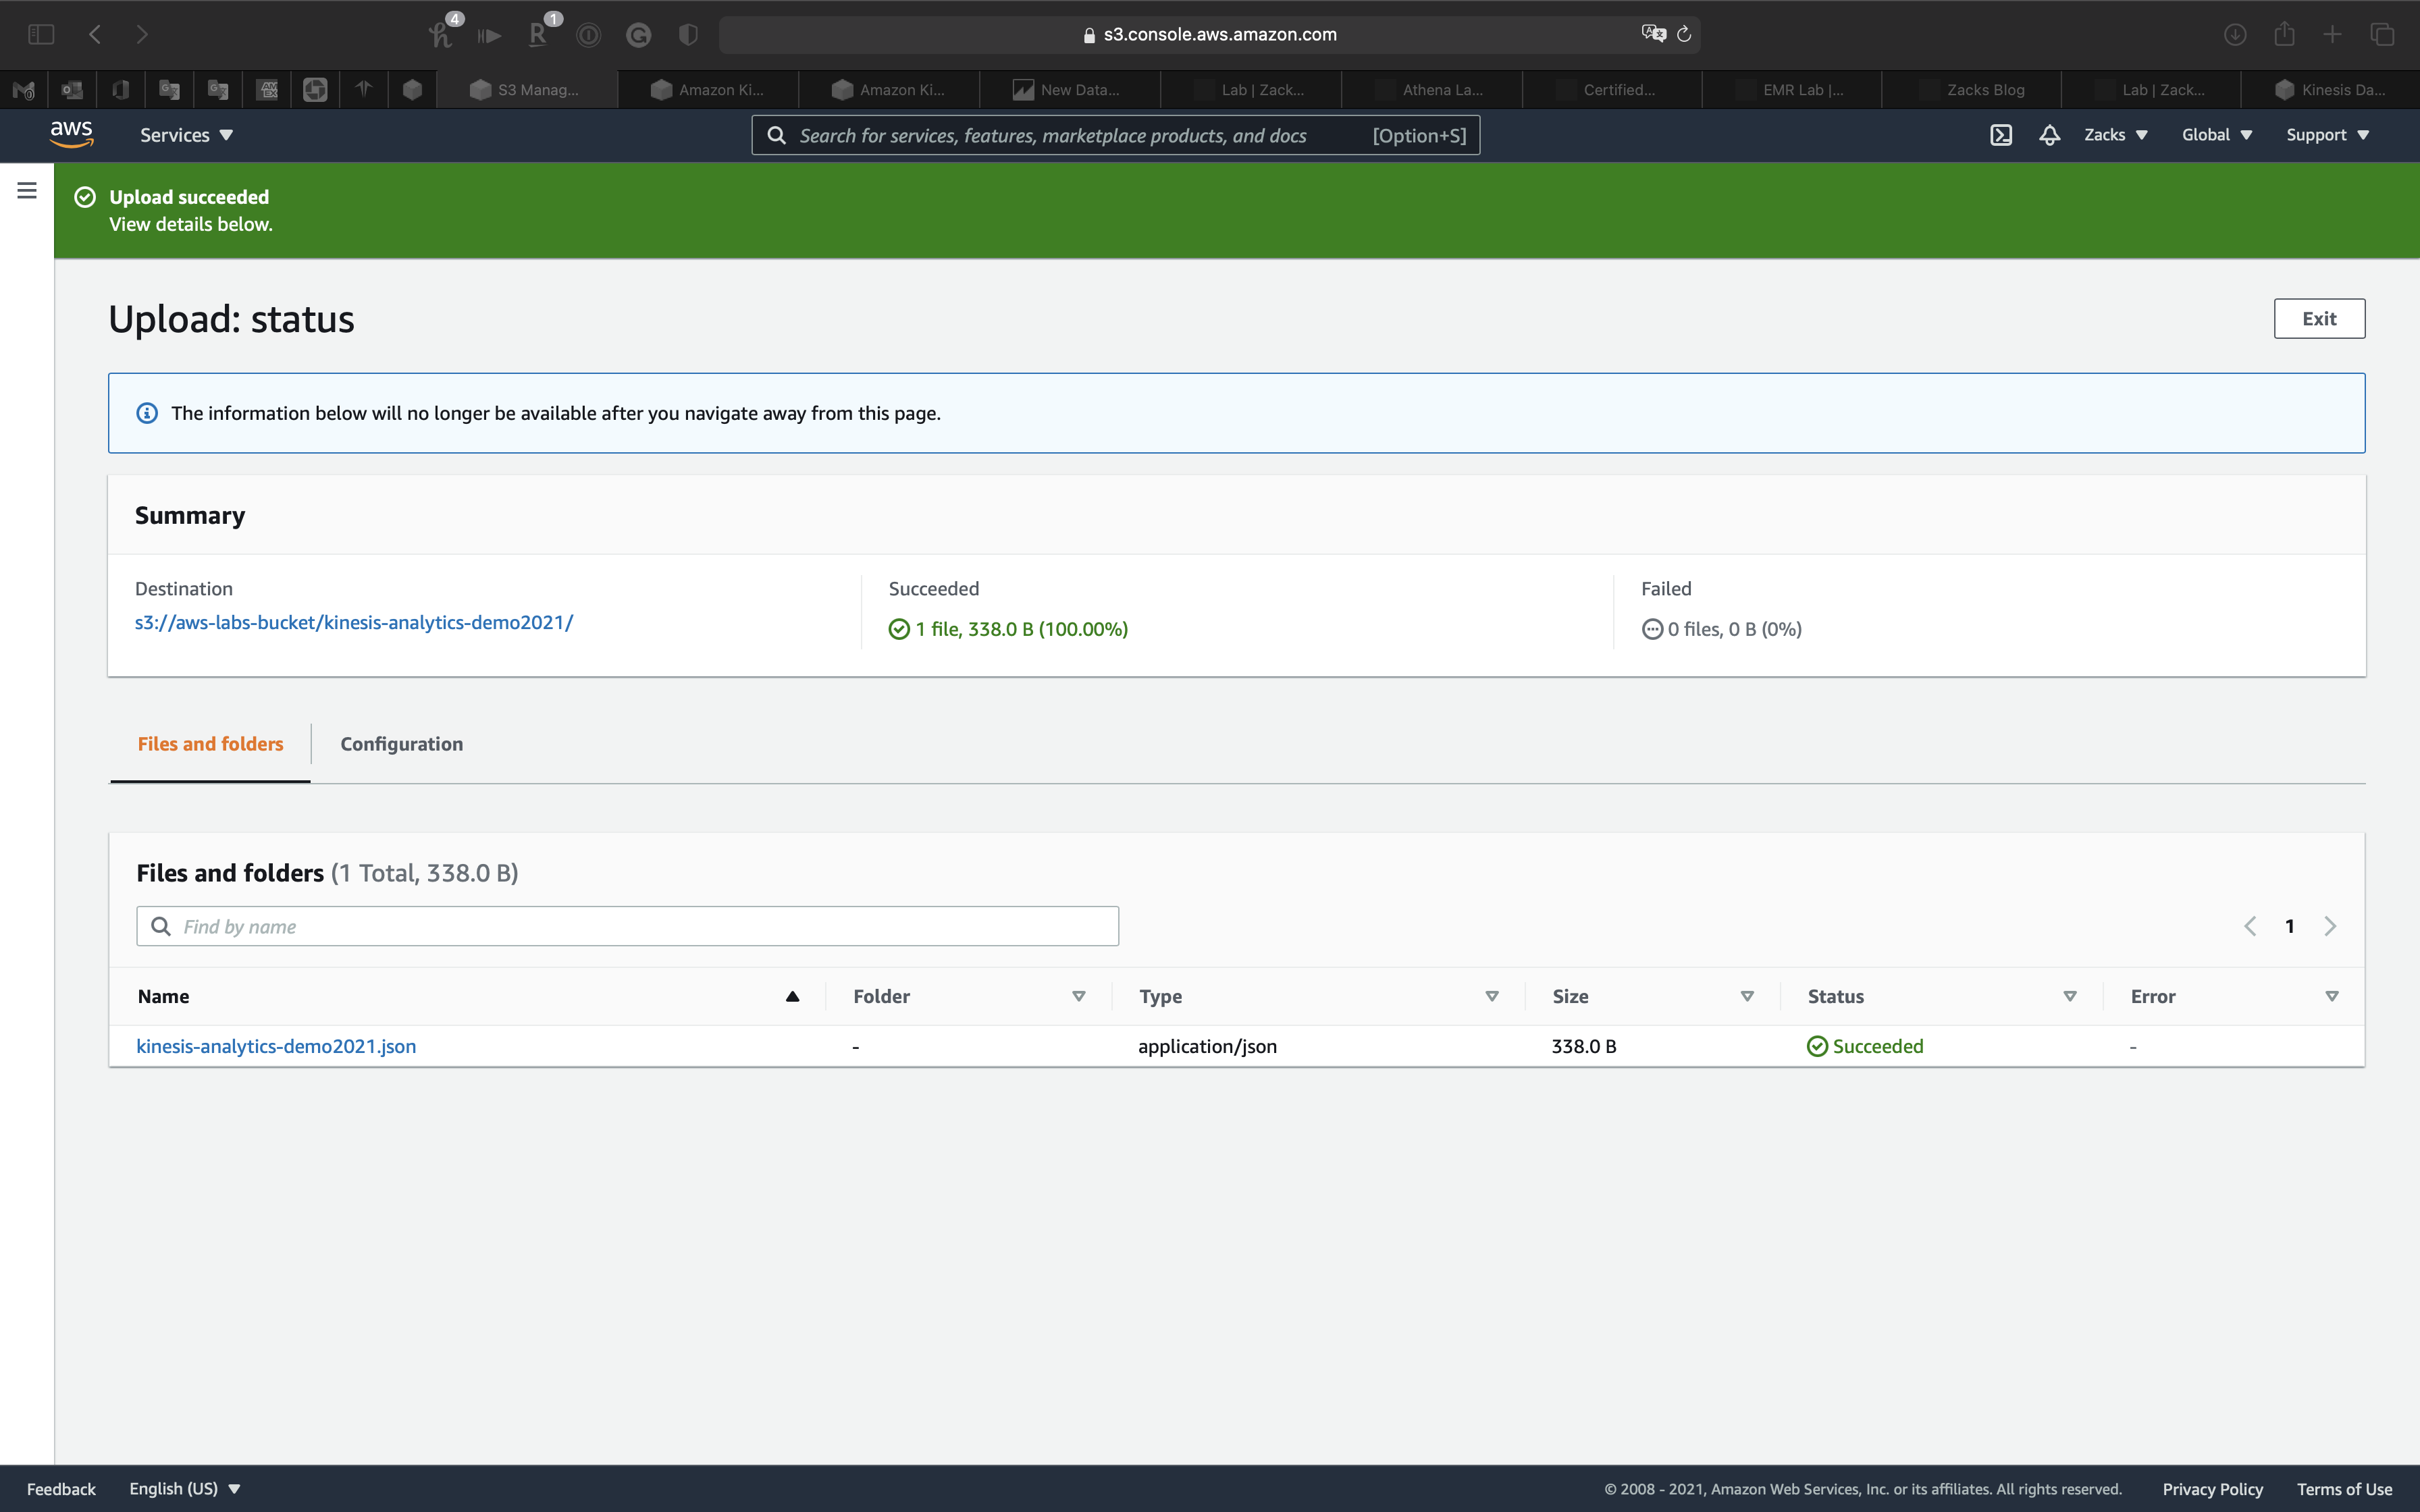 4
1
s3.console.aws.amazon.com
S3 Manag...
Amazon Ki...
Amazon Ki...
New Data...
Lab | Zack...
Athena La...
Certified...
EMR Lab |...
Zacks Blog
Lab | Zack...
Kinesis Da...
aws
Services
Search for services, features, marketplace products, and docs [Option+S]
Zacks
Global
Support
Upload succeeded
View details below.
Upload: status
Exit
The information below will no longer be available after you navigate away from this page.
Summary
Destination
s3://aws-labs-bucket/kinesis-analytics-demo2021/
Succeeded
1 file, 338.0 B (100.00%)
Failed
0 files, 0 B (0%)
Files and folders
Configuration
Files and folders (1 Total, 338.0 B)
Find by name
1
Name Folder Type Size Status Error
kinesis-analytics-demo2021.json - application/json 338.0 B Succeeded -
Feedback
English (US)
© 2008 - 2021, Amazon Web Services, Inc. or its affiliates. All rights reserved.
Privacy Policy
Terms of Use